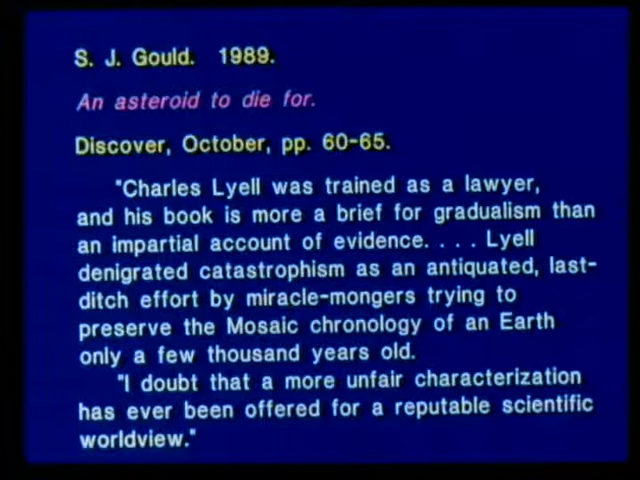 S. J. Gould. 1989.
An asteroid to die for.
Discover, October, pp. 60-65.
"Charles Lyell was trained as a lawyer,
and his book is more a brief for gradualism than
an impartial account of evidence. . . . Lyell
denigrated catastrophism as an antiquated, last-
ditch effort by miracle-mongers trying to
preserve the Mosaic chronology of an Earth
only a few thousand years old.
"I doubt that a more unfair characterization
has ever been offered for a reputable scientific
worldview."